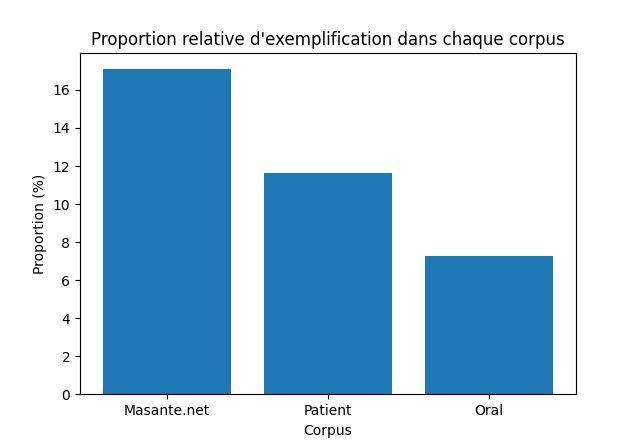 Proportion relative d'exemplification dans chaque corpus
16
14
12
10
8
6
4
2
0
Proportion (%)
Masante.net Patient Oral
Corpus